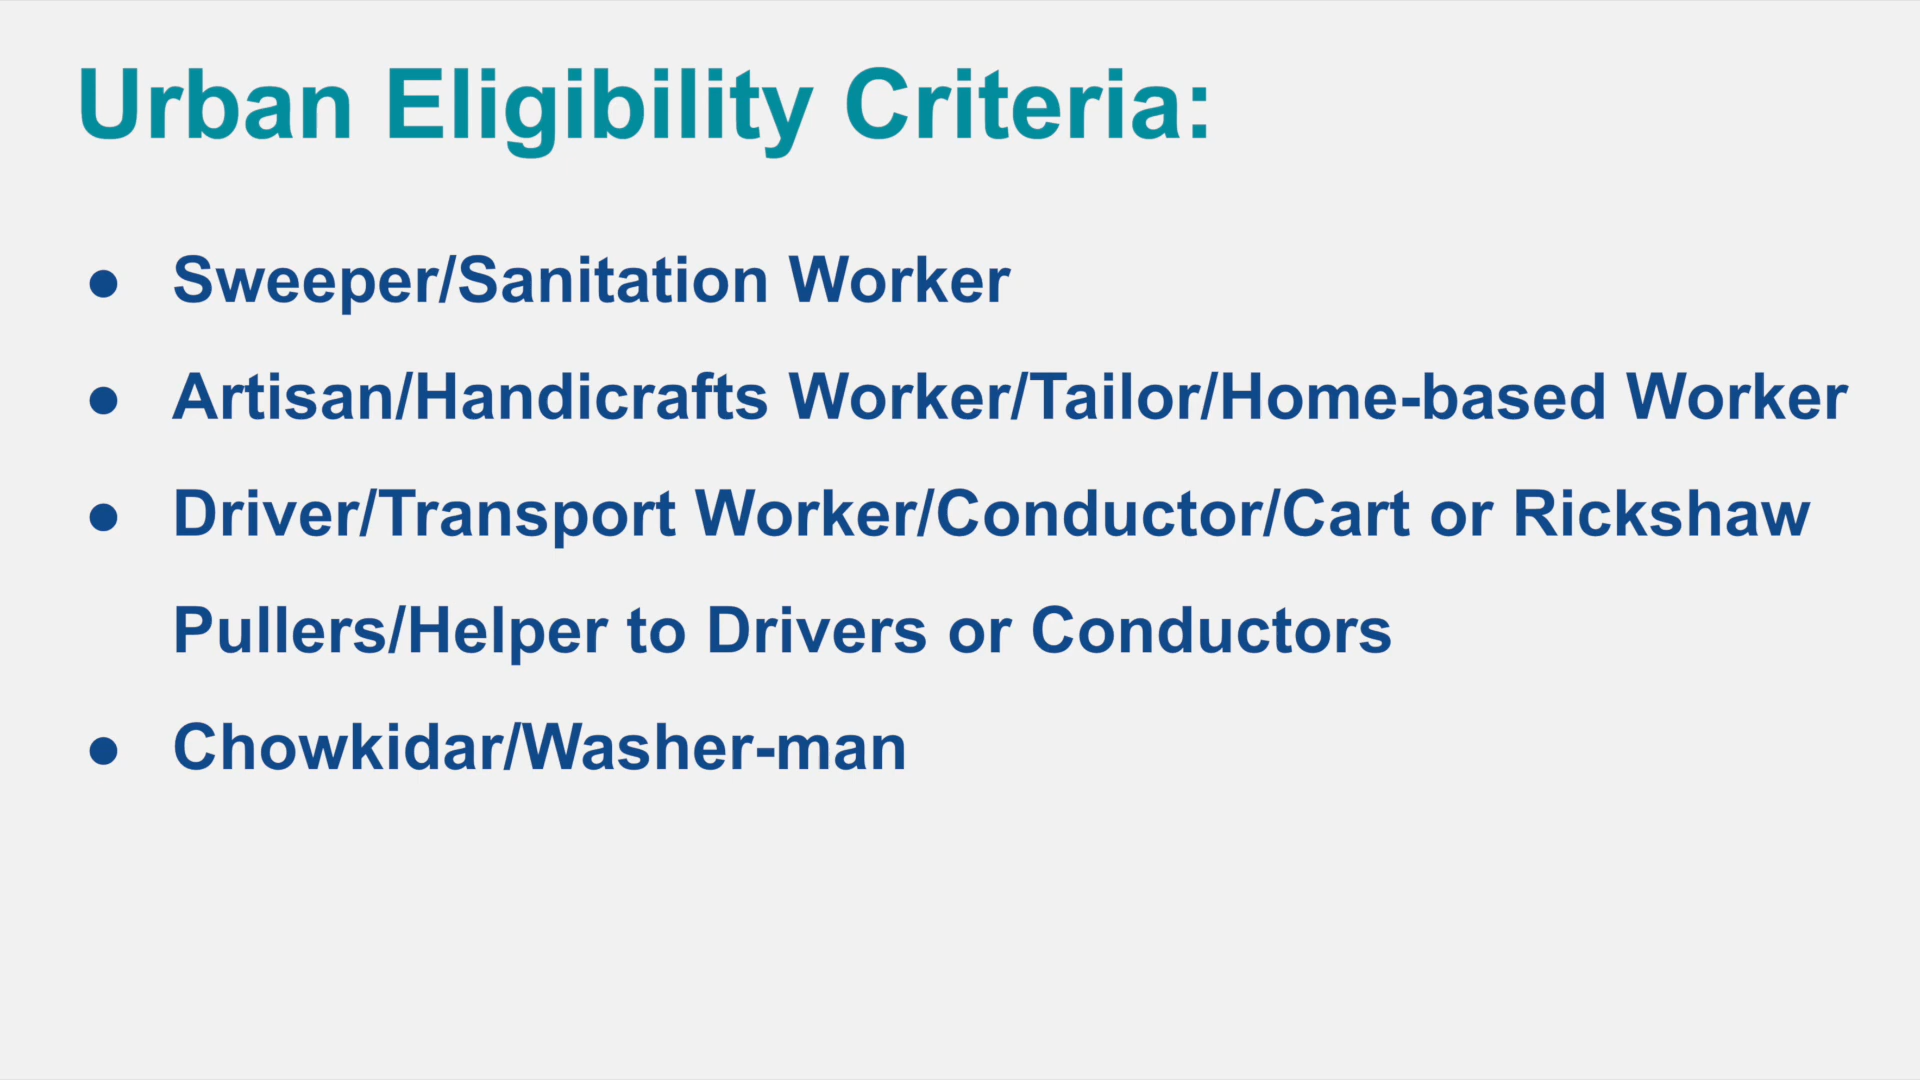 Urban Eligibility Criteria:
● Sweeper/Sanitation Worker
● Artisan/Handicrafts Worker/Tailor/Home-based Worker
● Driver/Transport Worker/Conductor/Cart or Rickshaw
Pullers/Helper to Drivers or Conductors
● Chowkidar/Washer-man